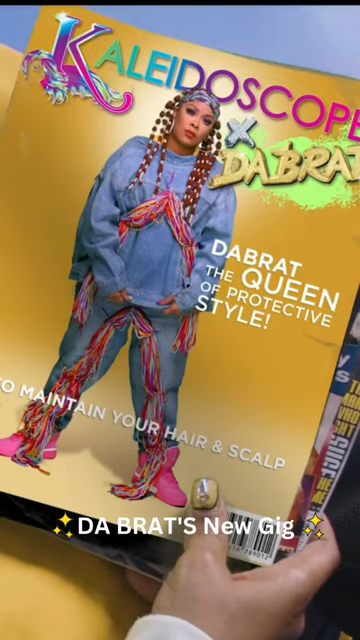 KALEIDOSCOPE
X
DABRAT
DABRAT
THE QUEEN
OF PROTECTIVE
STYLE!
TO MAINTAIN YOUR HAIR & SCALP
✨DA BRAT'S New Gig ✨